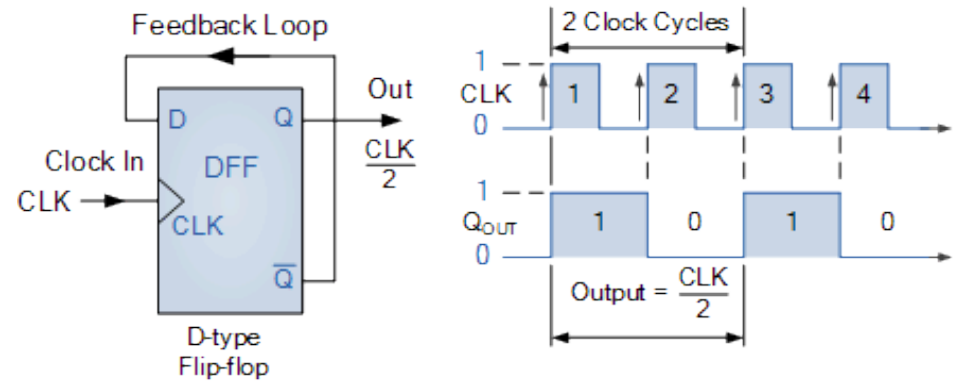 Feedback Loop
D
Q
Out
CLK
2
Clock In
DFF
CLK
CLK
Q̅
D-type
Flip-flop
2 Clock Cycles
1
CLK
0
1
2
3
4
1
Q_OUT
0
1
0
1
0
Output = CLK
2